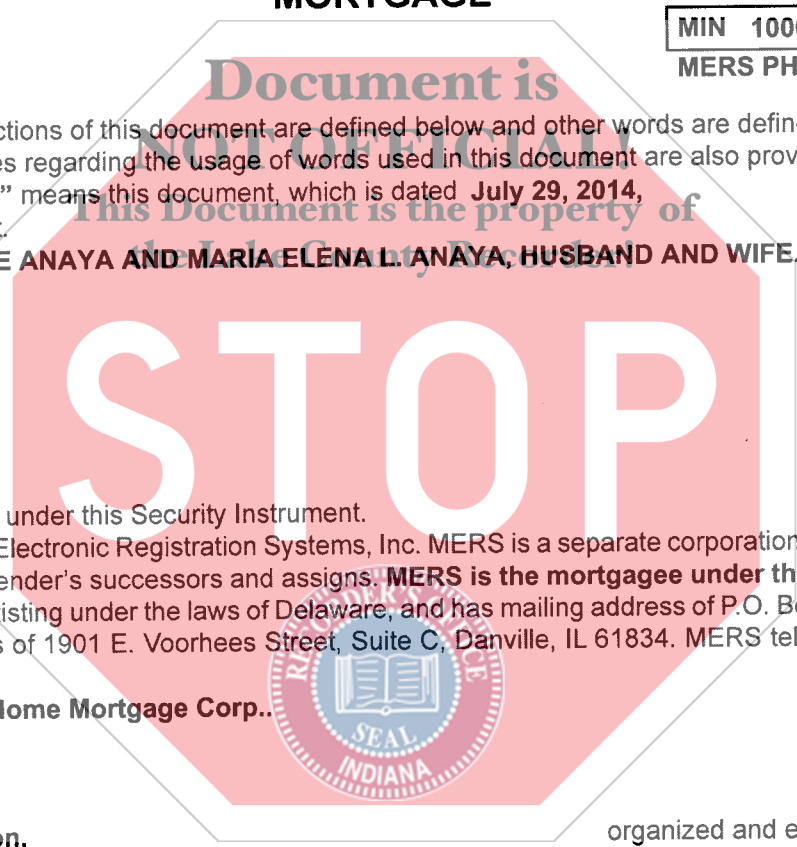 MORTGAGE
MIN 100
MERS PH
Document is
ctions of this document are defined below and other words are defin
NOT OFFICIAL!
es regarding the usage of words used in this document are also prov
” means this document, which is dated July 29, 2014,
This Document is the property of
t.
the Lake County Recorder!
E ANAYA AND MARIA ELENA L. ANAYA, HUSBAND AND WIFE.
STOP
under this Security Instrument.
Electronic Registration Systems, Inc. MERS is a separate corporation
ender's successors and assigns. MERS is the mortgagee under th
isting under the laws of Delaware, and has mailing address of P.O. B
s of 1901 E. Voorhees Street, Suite C, Danville, IL 61834. MERS tel
RECORDER'S OFFICE
Home Mortgage Corp..
SEAL
INDIANA
organized and e
on.